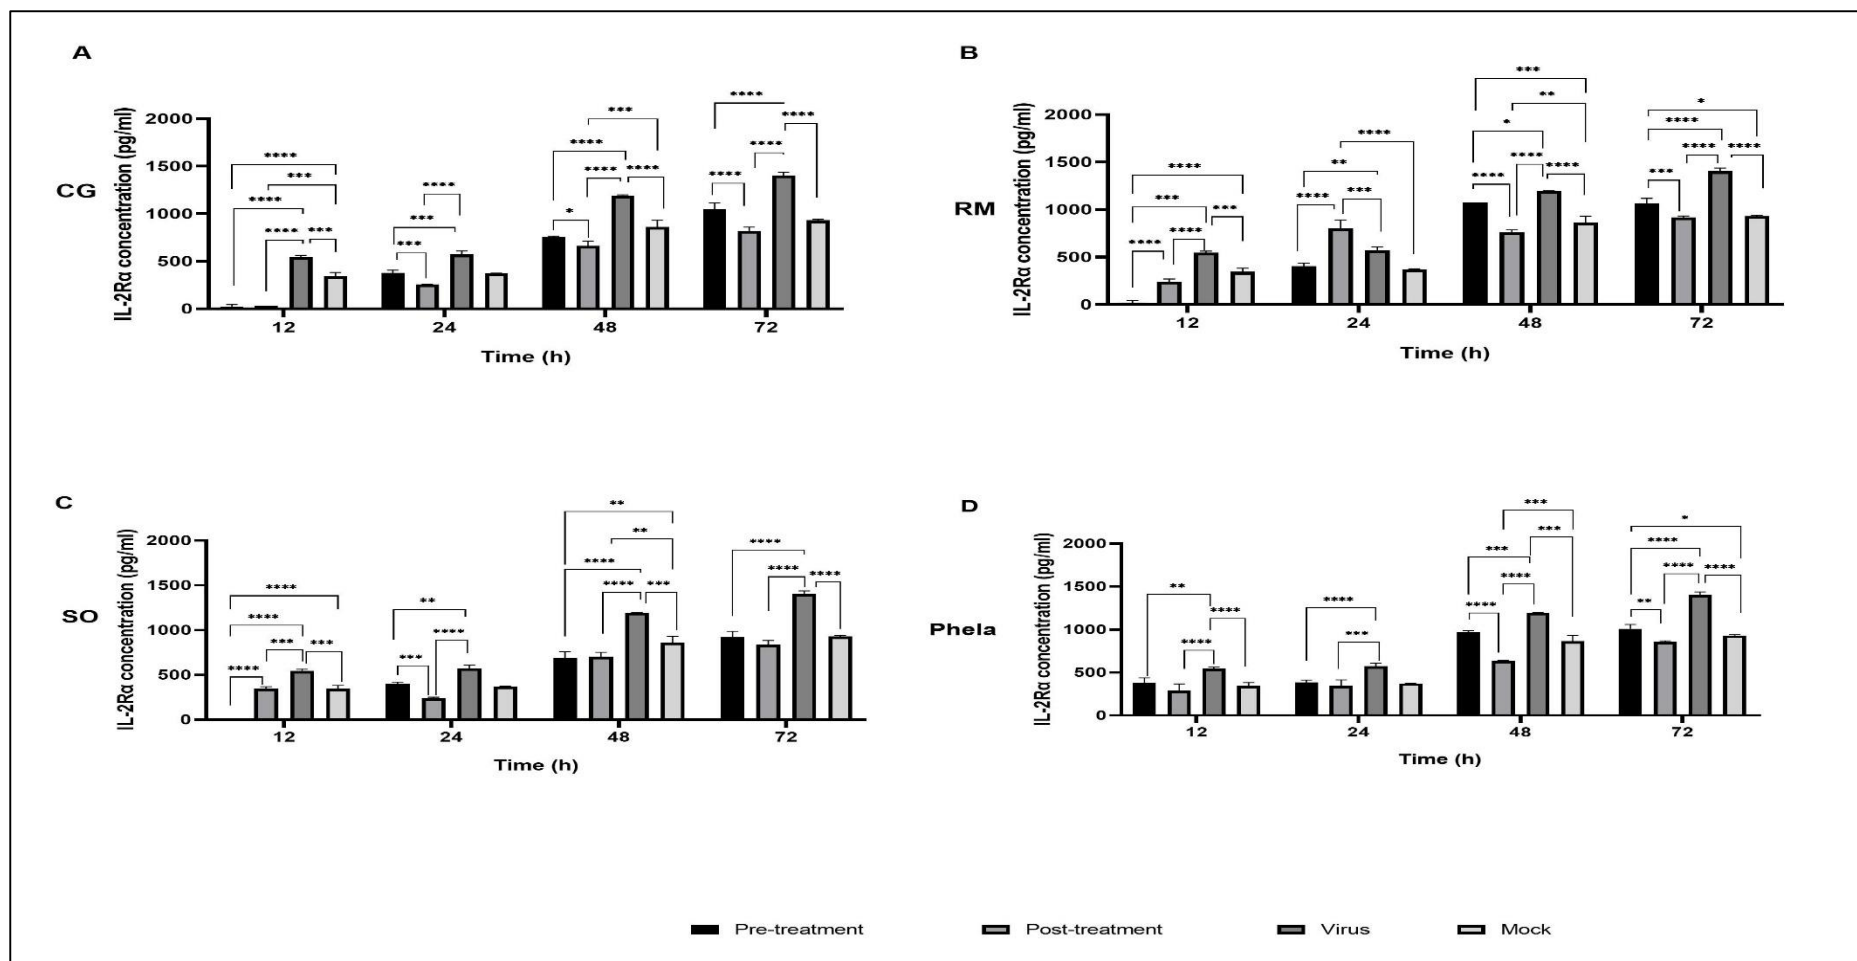 A
CG
IL-2Rα concentration (pg/ml)
2000
1500
1000
500
0
**** *** **** **** ***
**** *** ***
*** **** **** **** *
**** **** **** ****
12 24 48 72
Time (h)
B
RM
IL-2Rα concentration (pg/ml)
2000
1500
1000
500
0
**** *** *** **** ****
**** ** *** ****
*** ** * **** **** ****
* **** **** **** ***
12 24 48 72
Time (h)
C
SO
IL-2Rα concentration (pg/ml)
2000
1500
1000
500
0
**** **** *** *** ****
** **** ***
** ** **** **** ***
**** **** ****
12 24 48 72
Time (h)
D
Phela
IL-2Rα concentration (pg/ml)
2000
1500
1000
500
0
** **** ****
**** ***
*** *** *** **** ****
* **** **** **** **
12 24 48 72
Time (h)
Pre-treatment Post-treatment Virus Mock